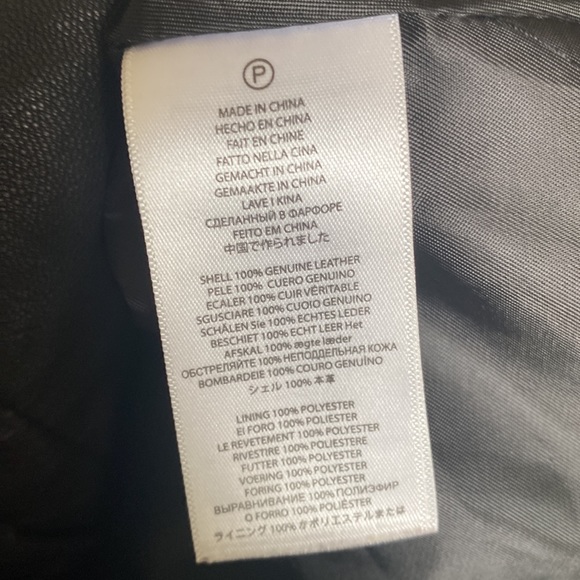 P
MADE IN CHINA
HECHO EN CHINA
FAIT EN CHINE
FATTO NELLA CINA
GEMACHT IN CHINA
GEMAAKTE IN CHINA
LAVE I KINA
СДЕЛАННЫЙ В ФАРФОРЕ
FEITO EM CHINA
中国で作られました
SHELL 100% GENUINE LEATHER
PELE 100% CUERO GENUINO
ECALER 100% CUIR VÉRITABLE
SGUSCIARE 100% CUOIO GENUINO
SCHÄLEN Sie 100% ECHTES LEDER
BESCHIET 100% ECHT LEER Het
AFSKAL 100% ægte læder
ОБСТРЕЛЯЙТЕ 100% НЕПОДДЕЛЬНАЯ КОЖА
BOMBARDEIE 100% COURO GENUÍNO
シェル 100% 本革
LINING 100% POLYESTER
El FORO 100% POLIESTER
LE REVETEMENT 100% POLYESTER
RIVESTIRE 100% POLIESTERE
FUTTER 100% POLYESTER
VOERING 100% POLYESTER
FORING 100% POLYESTER
ВЫРАВНИВАНИЕ 100% ПОЛИЭФИР
O FORRO 100% POLIÉSTER
ライニング 100% かポリエステルまたは